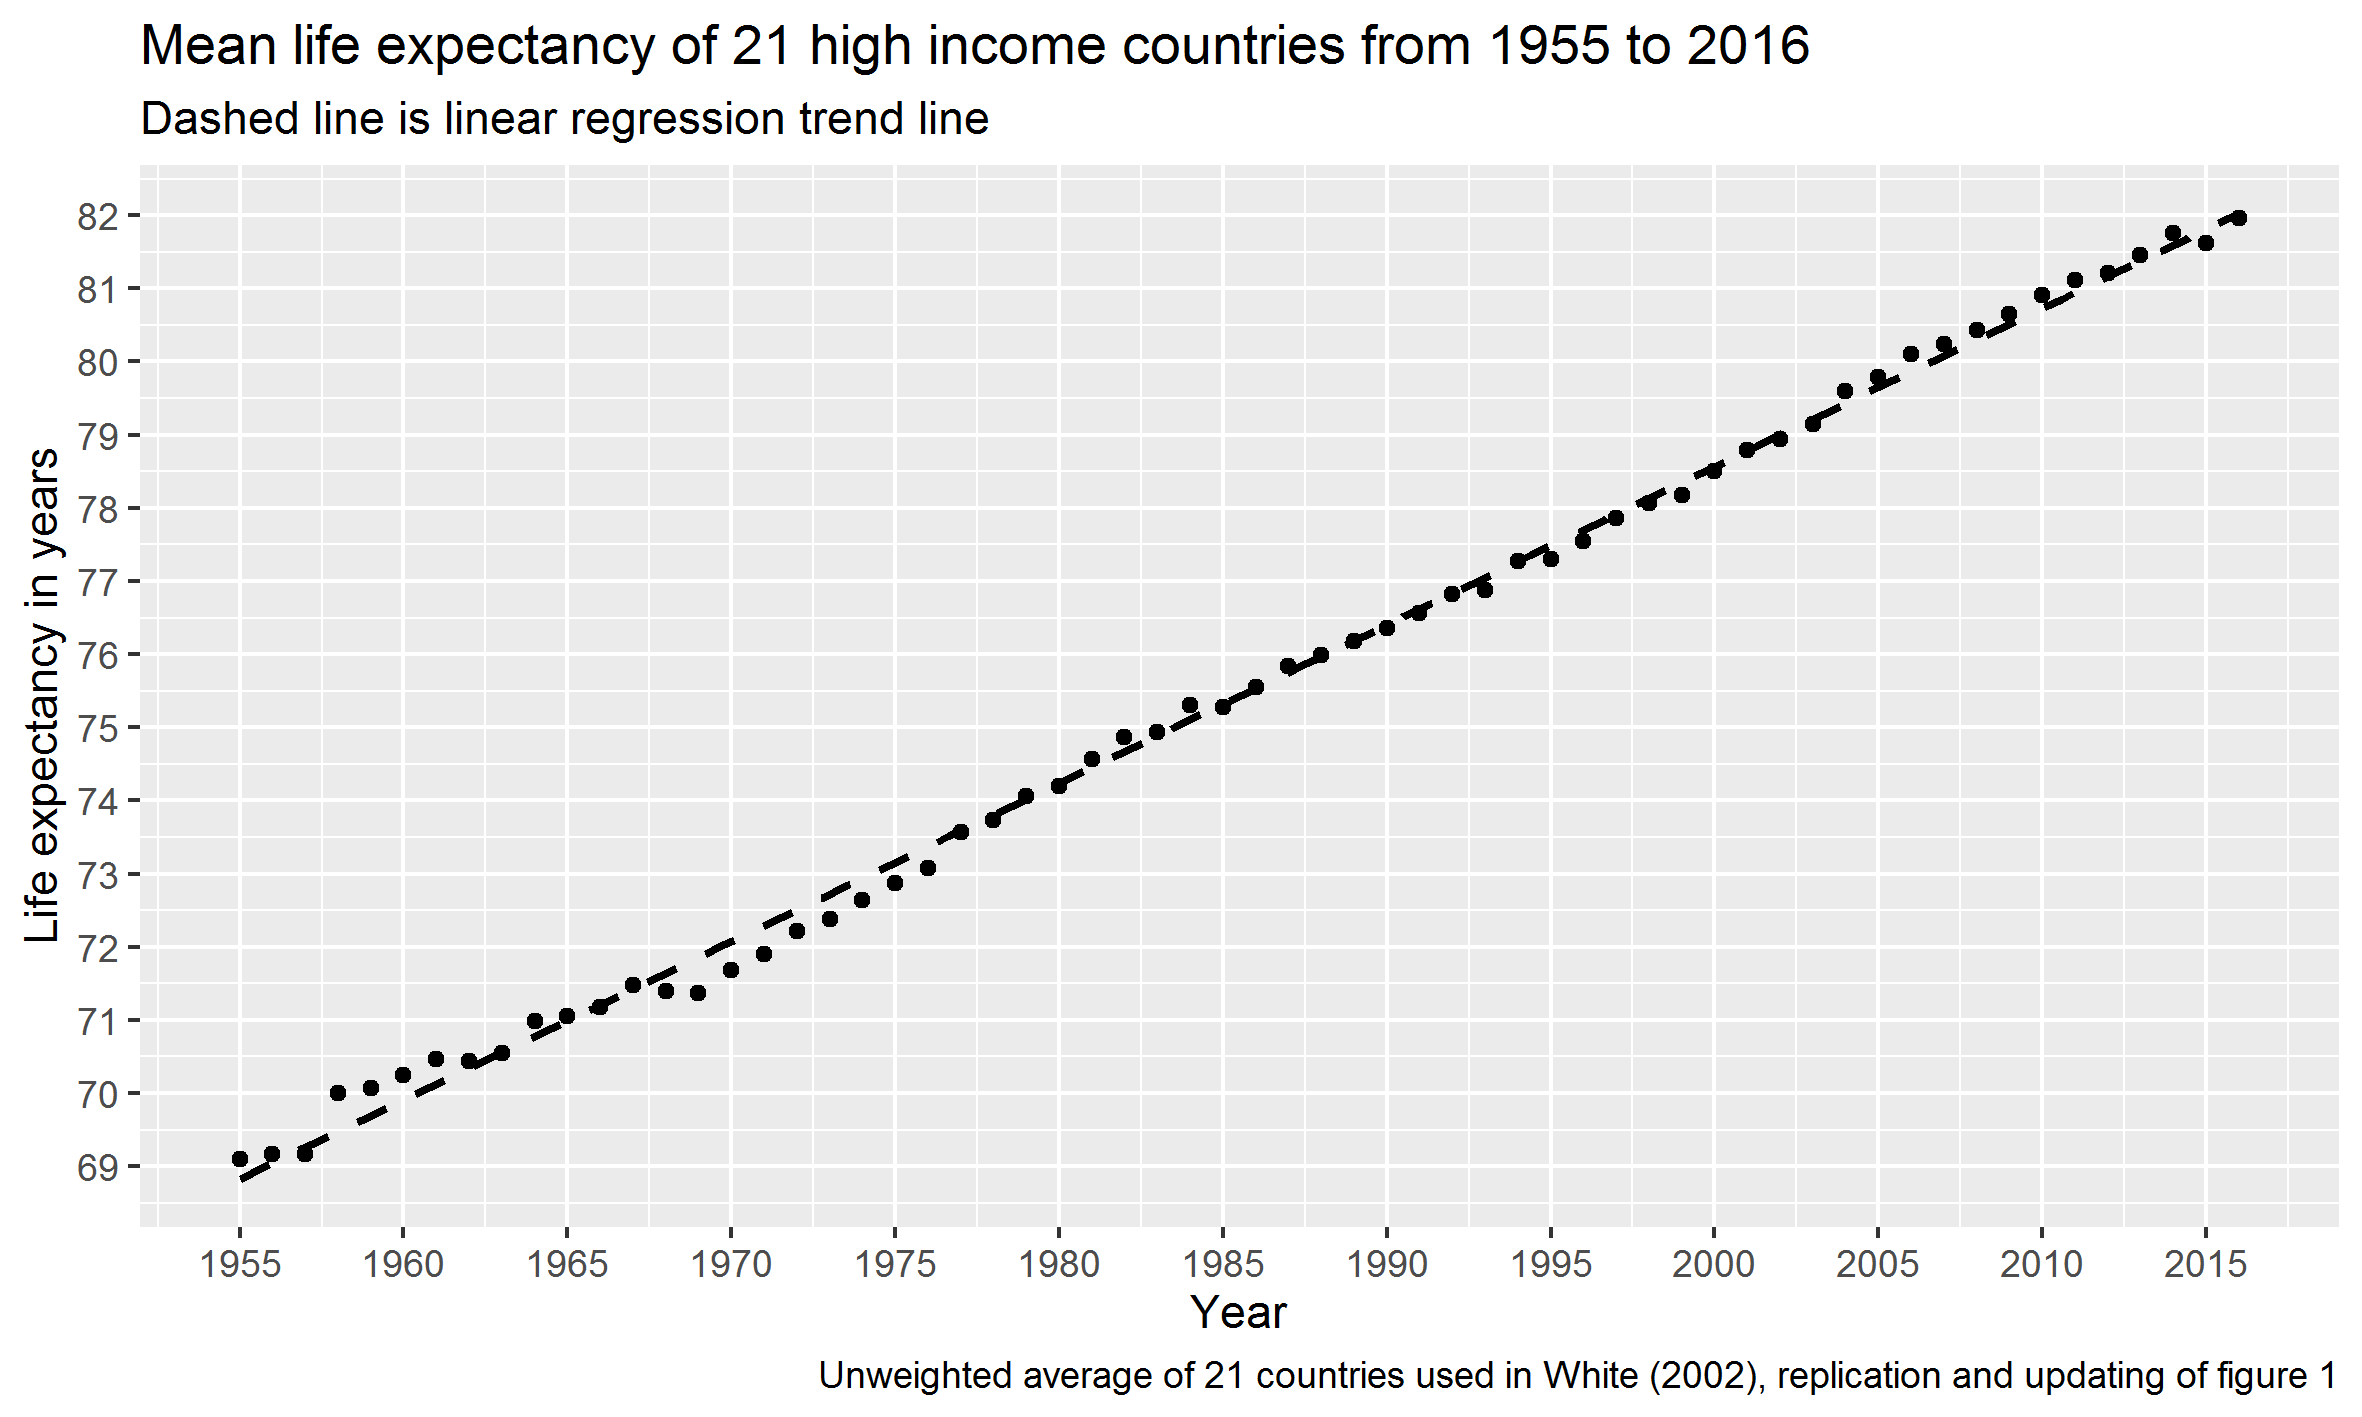 Mean life expectancy of 21 high income countries from 1955 to 2016
Dashed line is linear regression trend line
Life expectancy in years
82
81
80
79
78
77
76
75
74
73
72
71
70
69
1955 1960 1965 1970 1975 1980 1985 1990 1995 2000 2005 2010 2015
Year
Unweighted average of 21 countries used in White (2002), replication and updating of figure 1